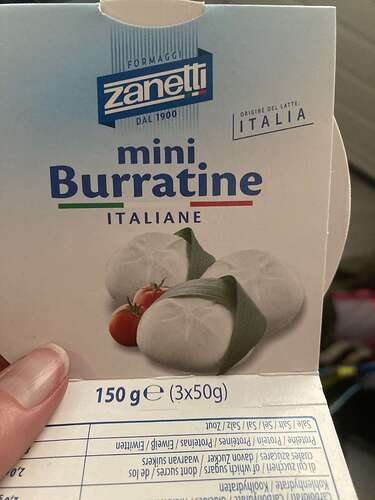 FORMAGGI
zanetti
DAL 1900
ORIGINE DEL LATTE:
ITALIA
mini
Burratine
ITALIANE
150 g e (3x50g)
Sale / Salt / Sel / Salz / Zout
Proteine / Protein / Protéines / Proteínas / Eiweiß / Eiwitten
cuales azúcares / davon Zucker / waarvan suikers
di cui zuccheri / of which sugars / dont sucres / de los
Kohlenhydrate / Koolhydraten